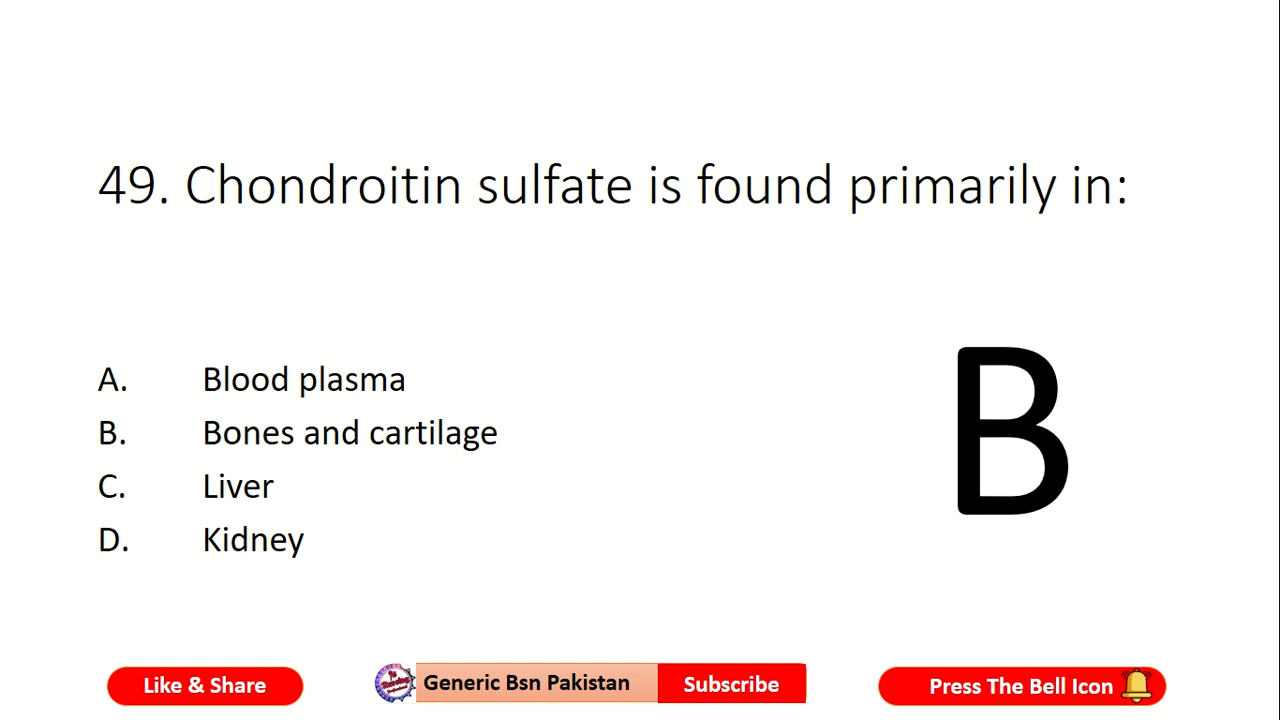 49. Chondroitin sulfate is found primarily in:
A. Blood plasma
B. Bones and cartilage
C. Liver
D. Kidney
B
Like & Share
Generic Bsn Pakistan
Subscribe
Press The Bell Icon